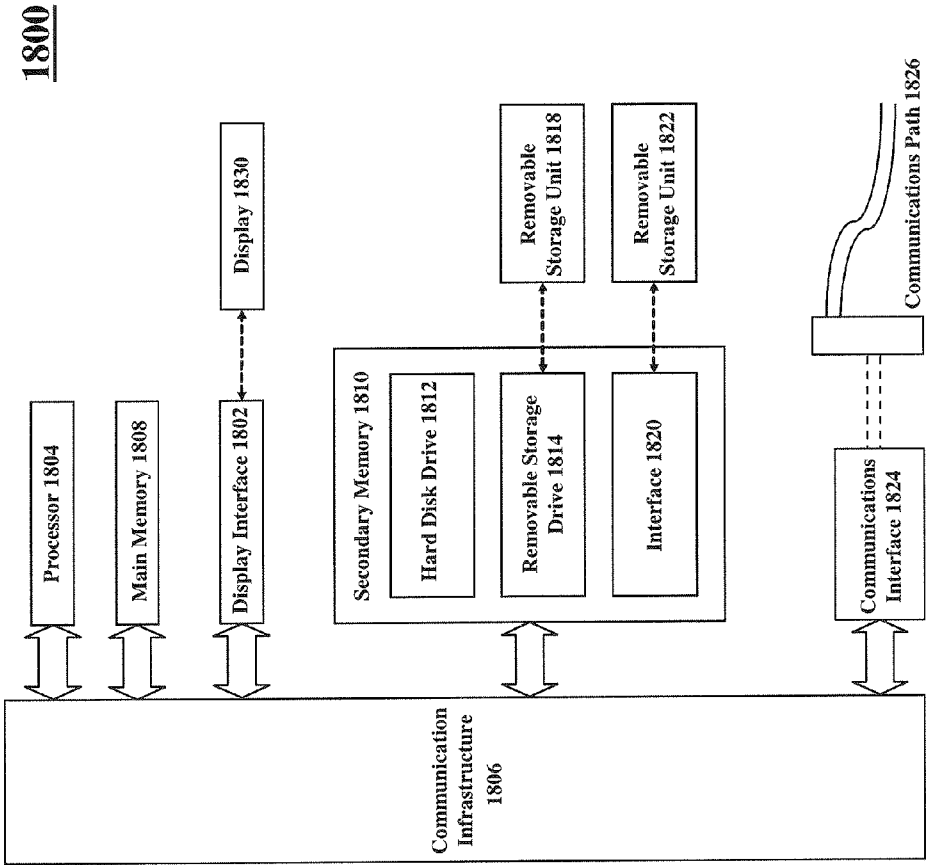 1800
Processor 1804
Main Memory 1808
Display Interface 1802
Display 1830
Secondary Memory 1810
Hard Disk Drive 1812
Removable Storage
Drive 1814
Interface 1820
Removable
Storage Unit 1818
Removable
Storage Unit 1822
Communication
Infrastructure
1806
Communications
Interface 1824
Communications Path 1826